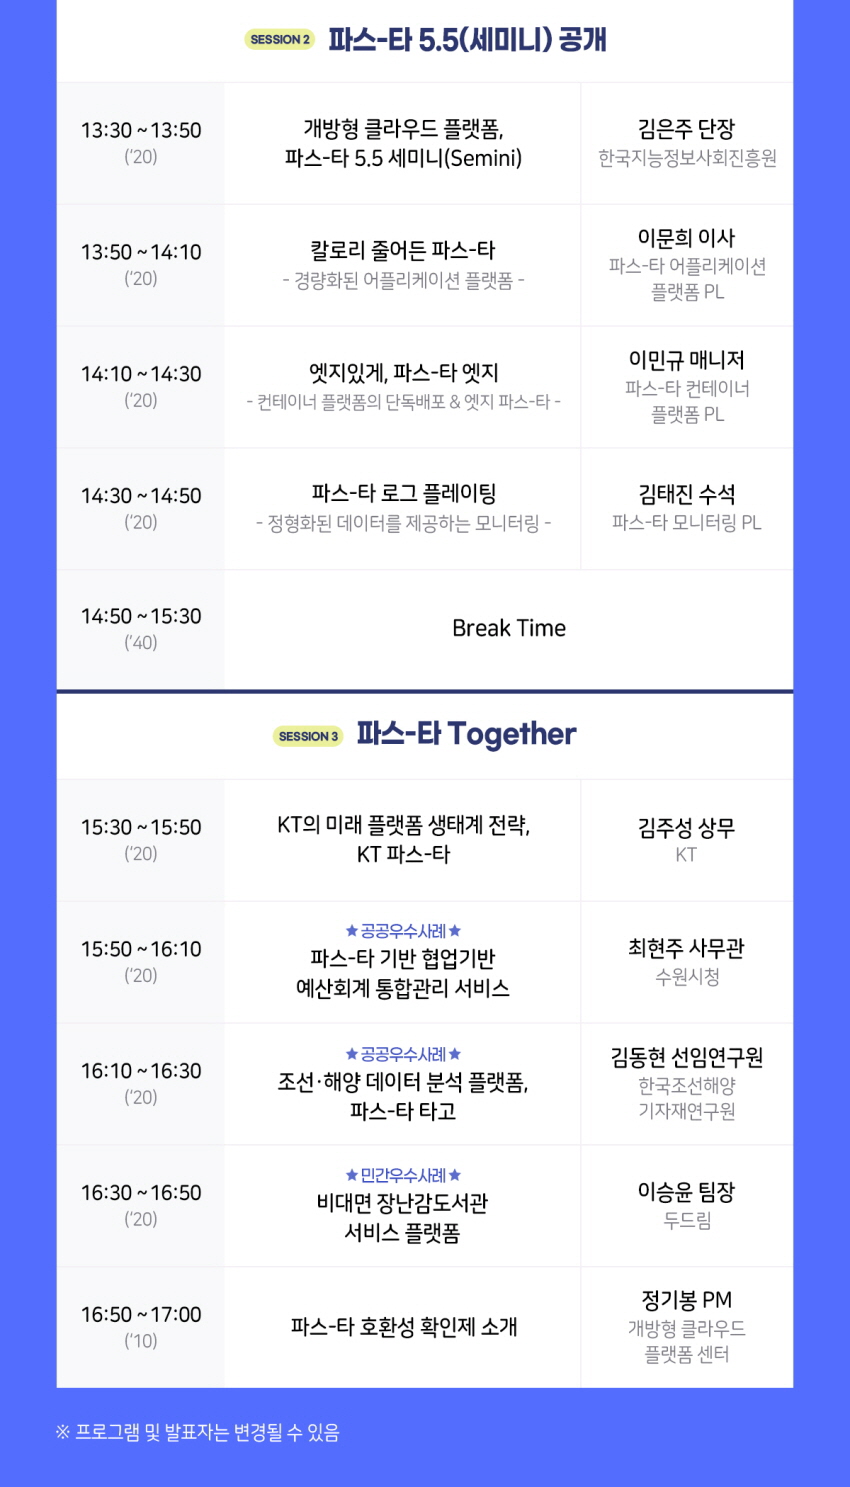 SESSION 2 파스-타 5.5(세미니) 공개
13:30 ~ 13:50
('20)
개방형 클라우드 플랫폼,
파스-타 5.5 세미니(Semini)
김은주 단장
한국지능정보사회진흥원
13:50 ~ 14:10
('20)
칼로리 줄어든 파스-타
- 경량화된 어플리케이션 플랫폼 -
이문희 이사
파스-타 어플리케이션
플랫폼 PL
14:10 ~ 14:30
('20)
엣지있게, 파스-타 엣지
- 컨테이너 플랫폼의 단독배포 & 엣지 파스-타 -
이민규 매니저
파스-타 컨테이너
플랫폼 PL
14:30 ~ 14:50
('20)
파스-타 로그 플레이팅
- 정형화된 데이터를 제공하는 모니터링 -
김태진 수석
파스-타 모니터링 PL
14:50 ~ 15:30
('40)
Break Time
SESSION 3 파스-타 Together
15:30 ~ 15:50
('20)
KT의 미래 플랫폼 생태계 전략,
KT 파스-타
김주성 상무
KT
15:50 ~ 16:10
('20)
★ 공공우수사례 ★
파스-타 기반 협업기반
예산회계 통합관리 서비스
최현주 사무관
수원시청
16:10 ~ 16:30
('20)
★ 공공우수사례 ★
조선·해양 데이터 분석 플랫폼,
파스-타 타고
김동현 선임연구원
한국조선해양
기자재연구원
16:30 ~ 16:50
('20)
★ 민간우수사례 ★
비대면 장난감도서관
서비스 플랫폼
이승윤 팀장
두드림
16:50 ~ 17:00
('10)
파스-타 호환성 확인제 소개
정기봉 PM
개방형 클라우드
플랫폼 센터
※ 프로그램 및 발표자는 변경될 수 있음